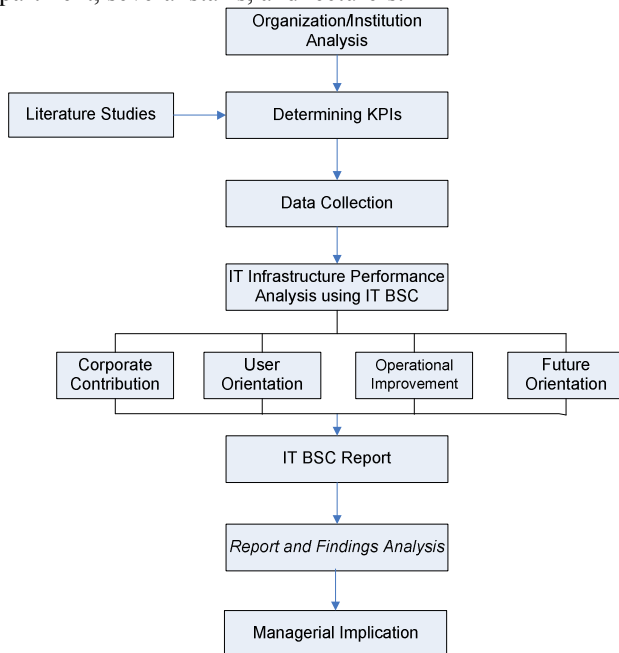 Organization/Institution
Analysis
Literature Studies
Determining KPIs
Data Collection
IT Infrastructure Performance
Analysis using IT BSC
Corporate
Contribution
User
Orientation
Operational
Improvement
Future
Orientation
IT BSC Report
Report and Findings Analysis
Managerial Implication